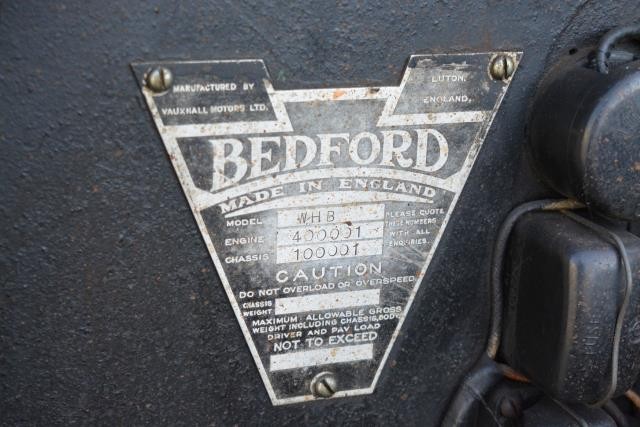 MANUFACTURED BY
VAUXHALL MOTORS LTD.
LUTON,
ENGLAND.
BEDFORD
MADE IN ENGLAND
MODEL WHB
ENGINE 400001
CHASSIS 100001
PLEASE QUOTE
THESE NUMBERS
WITH ALL
ENQUIRIES.
CAUTION
DO NOT OVERLOAD OR OVERSPEED
CHASSIS
WEIGHT
MAXIMUM ALLOWABLE GROSS
WEIGHT INCLUDING CHASSIS, BODY,
DRIVER AND PAY LOAD
NOT TO EXCEED